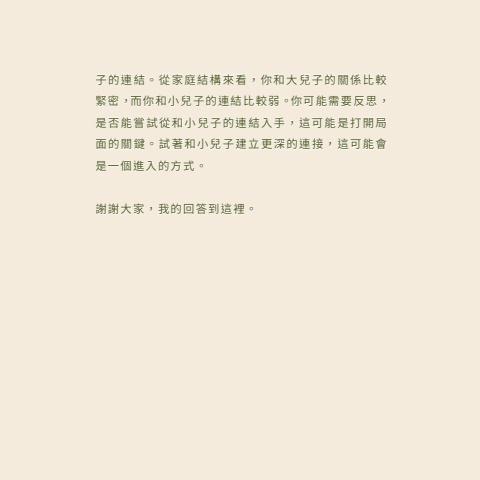 子的連結。從家庭結構來看，你和大兒子的關係比較
緊密，而你和小兒子的連結比較弱。你可能需要反思，
是否能嘗試從和小兒子的連結入手，這可能是打開局
面的關鍵。試著和小兒子建立更深的連接，這可能會
是一個進入的方式。
謝謝大家，我的回答到這裡。